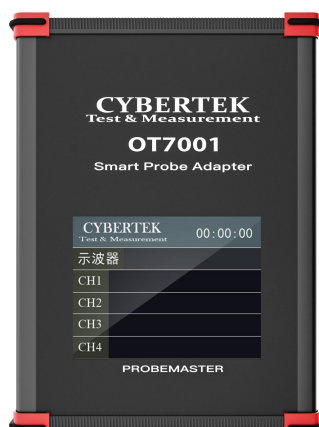 CYBERTEK
Test & Measurement
OT7001
Smart Probe Adapter
CYBERTEK
Test & Measurement
00:00:00
示波器
CH1
CH2
CH3
CH4
PROBEMASTER